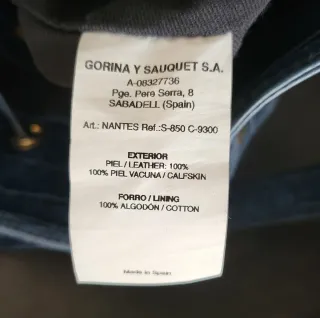 GORINA Y SAUQUET S.A.
A-08327736
Pge. Pere Serra, 8
SABADELL (Spain)
Art.: NANTES Ref.:S-850 C-9300
EXTERIOR
PIEL / LEATHER: 100%
100% PIEL VACUNA / CALFSKIN
FORRO / LINING
100% ALGODÓN / COTTON
Made in Spain